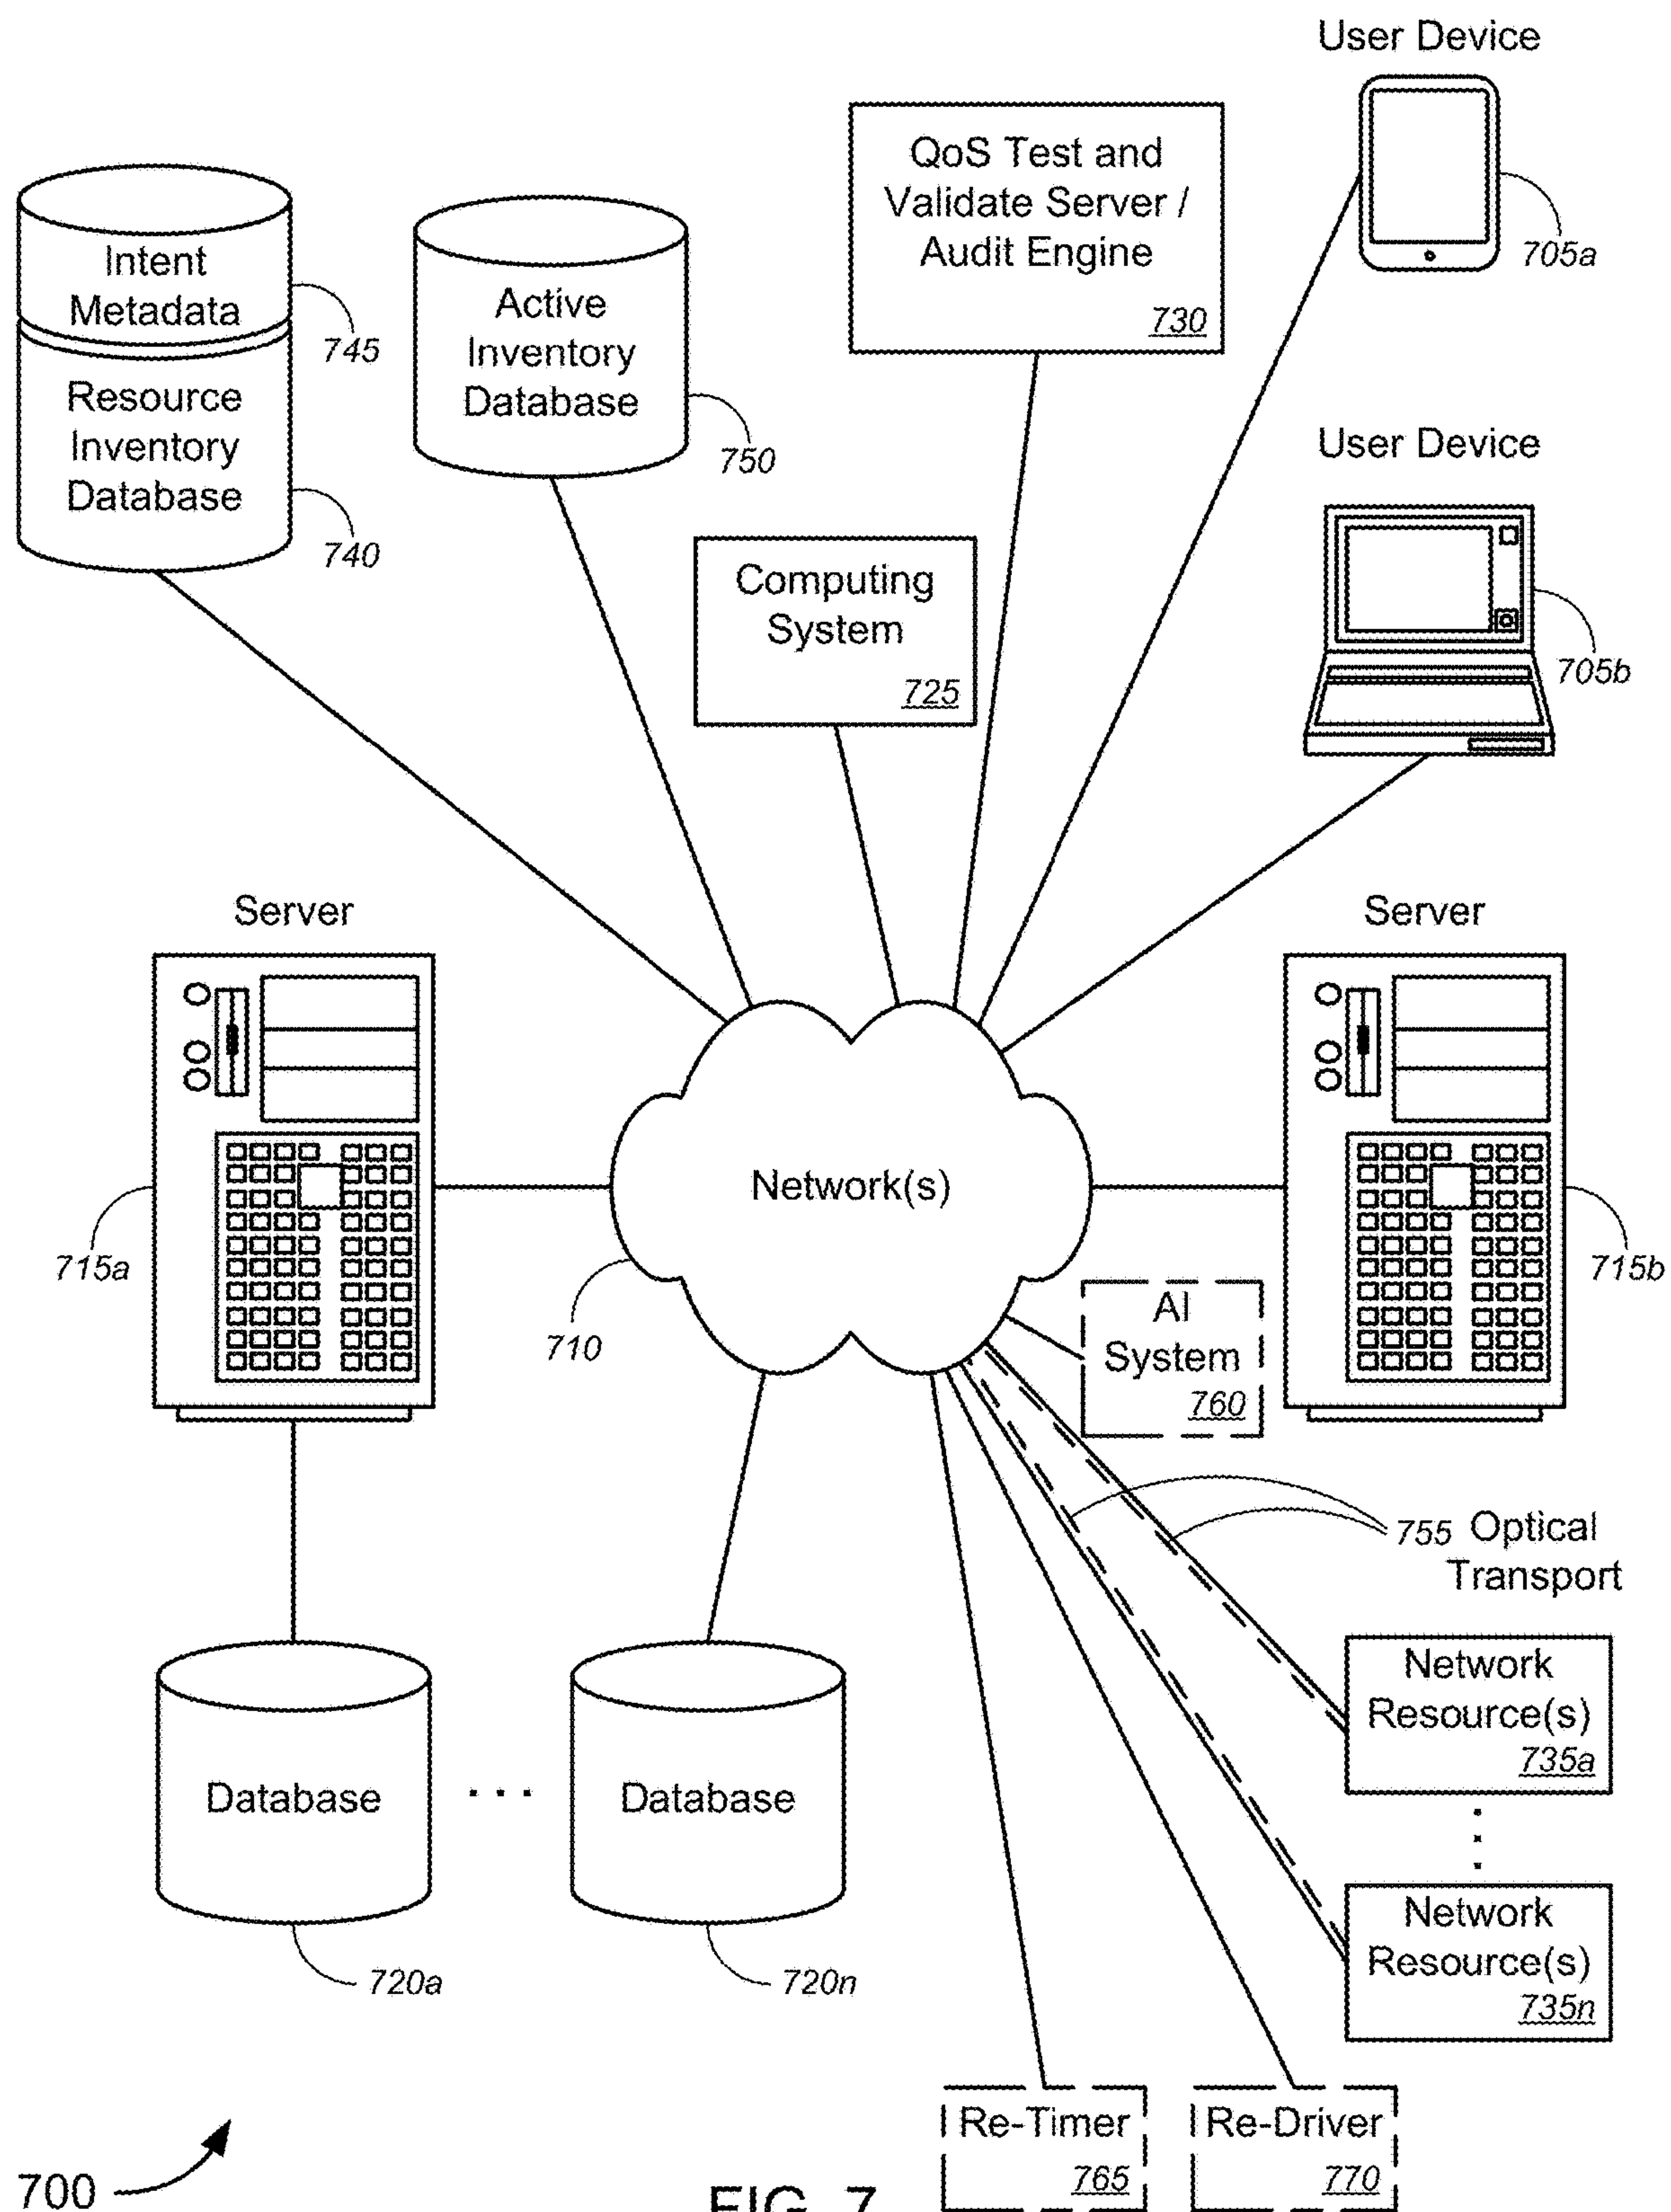 User Device
705a
QoS Test and
Validate Server /
Audit Engine
730
Intent
Metadata
745
Resource
Inventory
Database
740
Active
Inventory
Database
750
User Device
705b
Computing
System
725
Server
715a
Server
715b
Network(s)
710
AI
System
760
755 Optical
Transport
Network
Resource(s)
735a
. . .
Network
Resource(s)
735n
Database
720a
. . .
Database
720n
Re-Timer
765
Re-Driver
770
700
FIG. 7